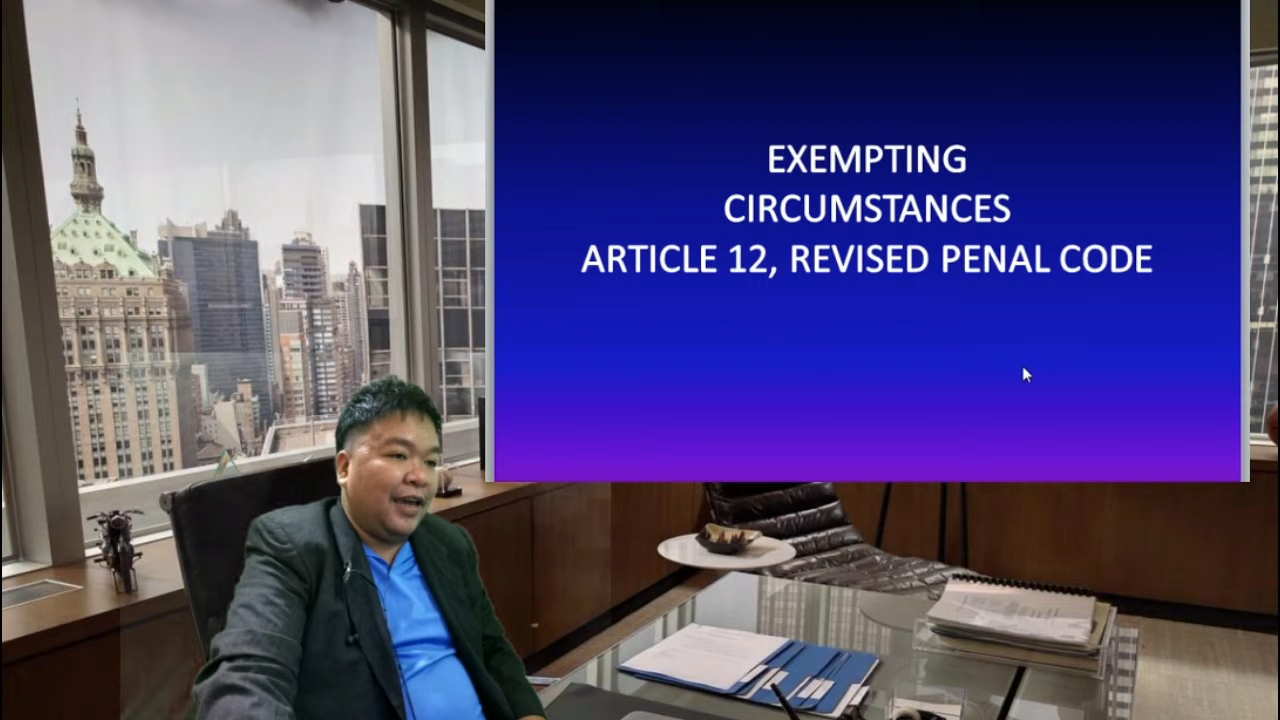 EXEMPTING
CIRCUMSTANCES
ARTICLE 12, REVISED PENAL CODE